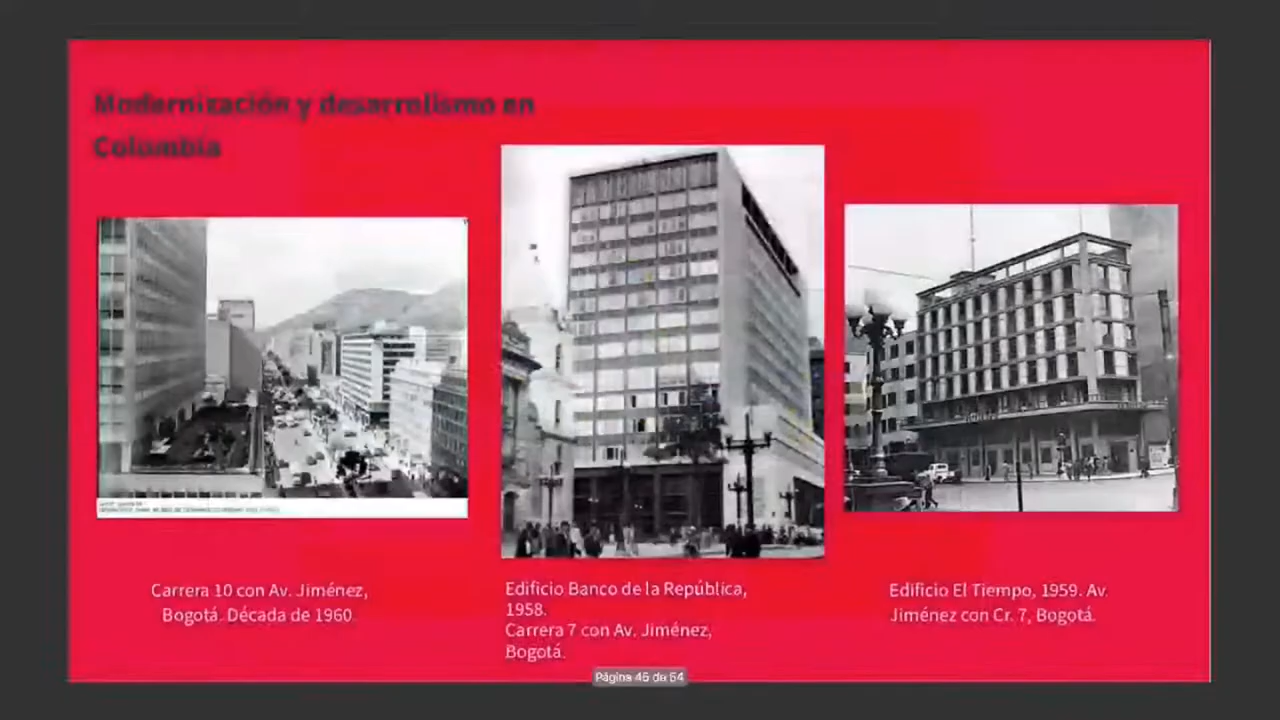 Modernización y desarrollismo en
Colombia
Carrera 10 con Av. Jiménez,
Bogotá. Década de 1960.
Edificio Banco de la República,
1958.
Carrera 7 con Av. Jiménez,
Bogotá.
Edificio El Tiempo, 1959. Av.
Jiménez con Cr. 7, Bogotá.
Página 45 de 54